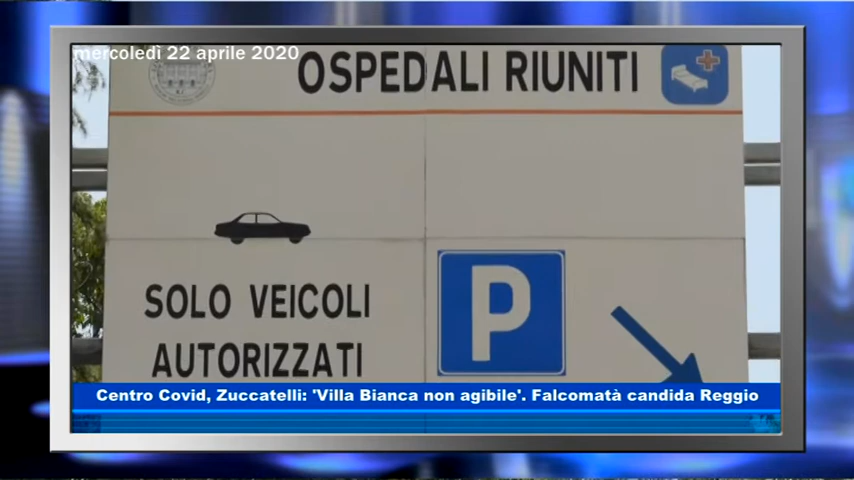 mercoledì 22 aprile 2020
OSPEDALI RIUNITI
SOLO VEICOLI
AUTORIZZATI
P
Centro Covid, Zuccatelli: 'Villa Bianca non agibile'. Falcomatà candida Reggio